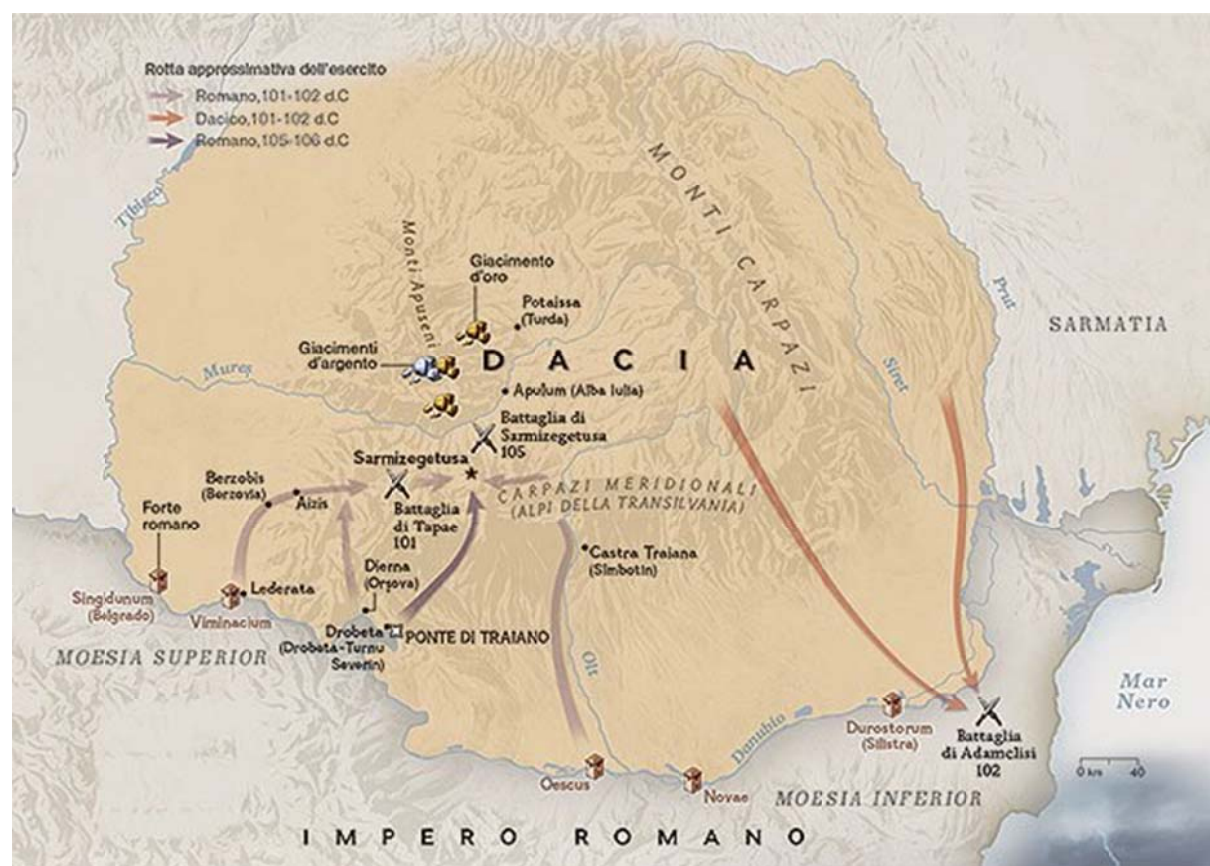 Rotta approssimativa dell'esercito
Romano, 101-102 d.C
Dacico, 101-102 d.C
Romano, 105-106 d.C
Tibisco
MONTI CARPAZI
Monti Apuseni
Giacimento
d'oro
Potaissa
(Turda)
Prut
SARMATIA
Giacimenti
d'argento
DACIA
Mureş
Siret
Apulum (Alba Iulia)
Battaglia di
Sarmizegetusa
105
Sarmizegetusa
Berzobis
(Berzovia)
Aizis
CARPAZI MERIDIONALI
(ALPI DELLA TRANSILVANIA)
Forte
romano
Battaglia
di Tapae
101
Castra Traiana
(Simbotin)
Dierna
(Orşova)
Lederata
Singidunum
(Belgrado)
Viminacium
Drobeta
(Drobeta-Turnu
Severin)
PONTE DI TRAIANO
MOESIA SUPERIOR
Olt
Mar
Nero
Danubio
Durostorum
(Silistra)
Battaglia
di Adamclisi
102
0 km 40
Oescus
Novae
MOESIA INFERIOR
IMPERO ROMANO